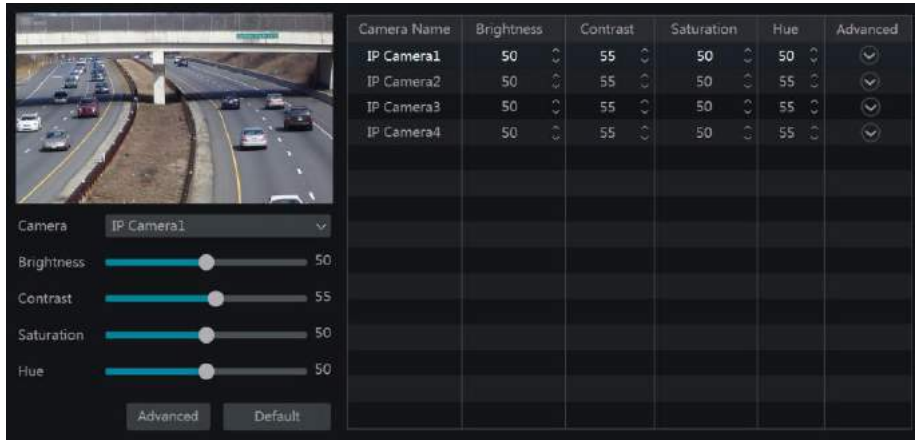 Camera IP Camera1
Brightness 50
Contrast 55
Saturation 50
Hue 50
Advanced Default
Camera Name Brightness Contrast Saturation Hue Advanced
IP Camera1 50 55 50 50
IP Camera2 50 55 50 55
IP Camera3 50 55 50 55
IP Camera4 50 55 50 55